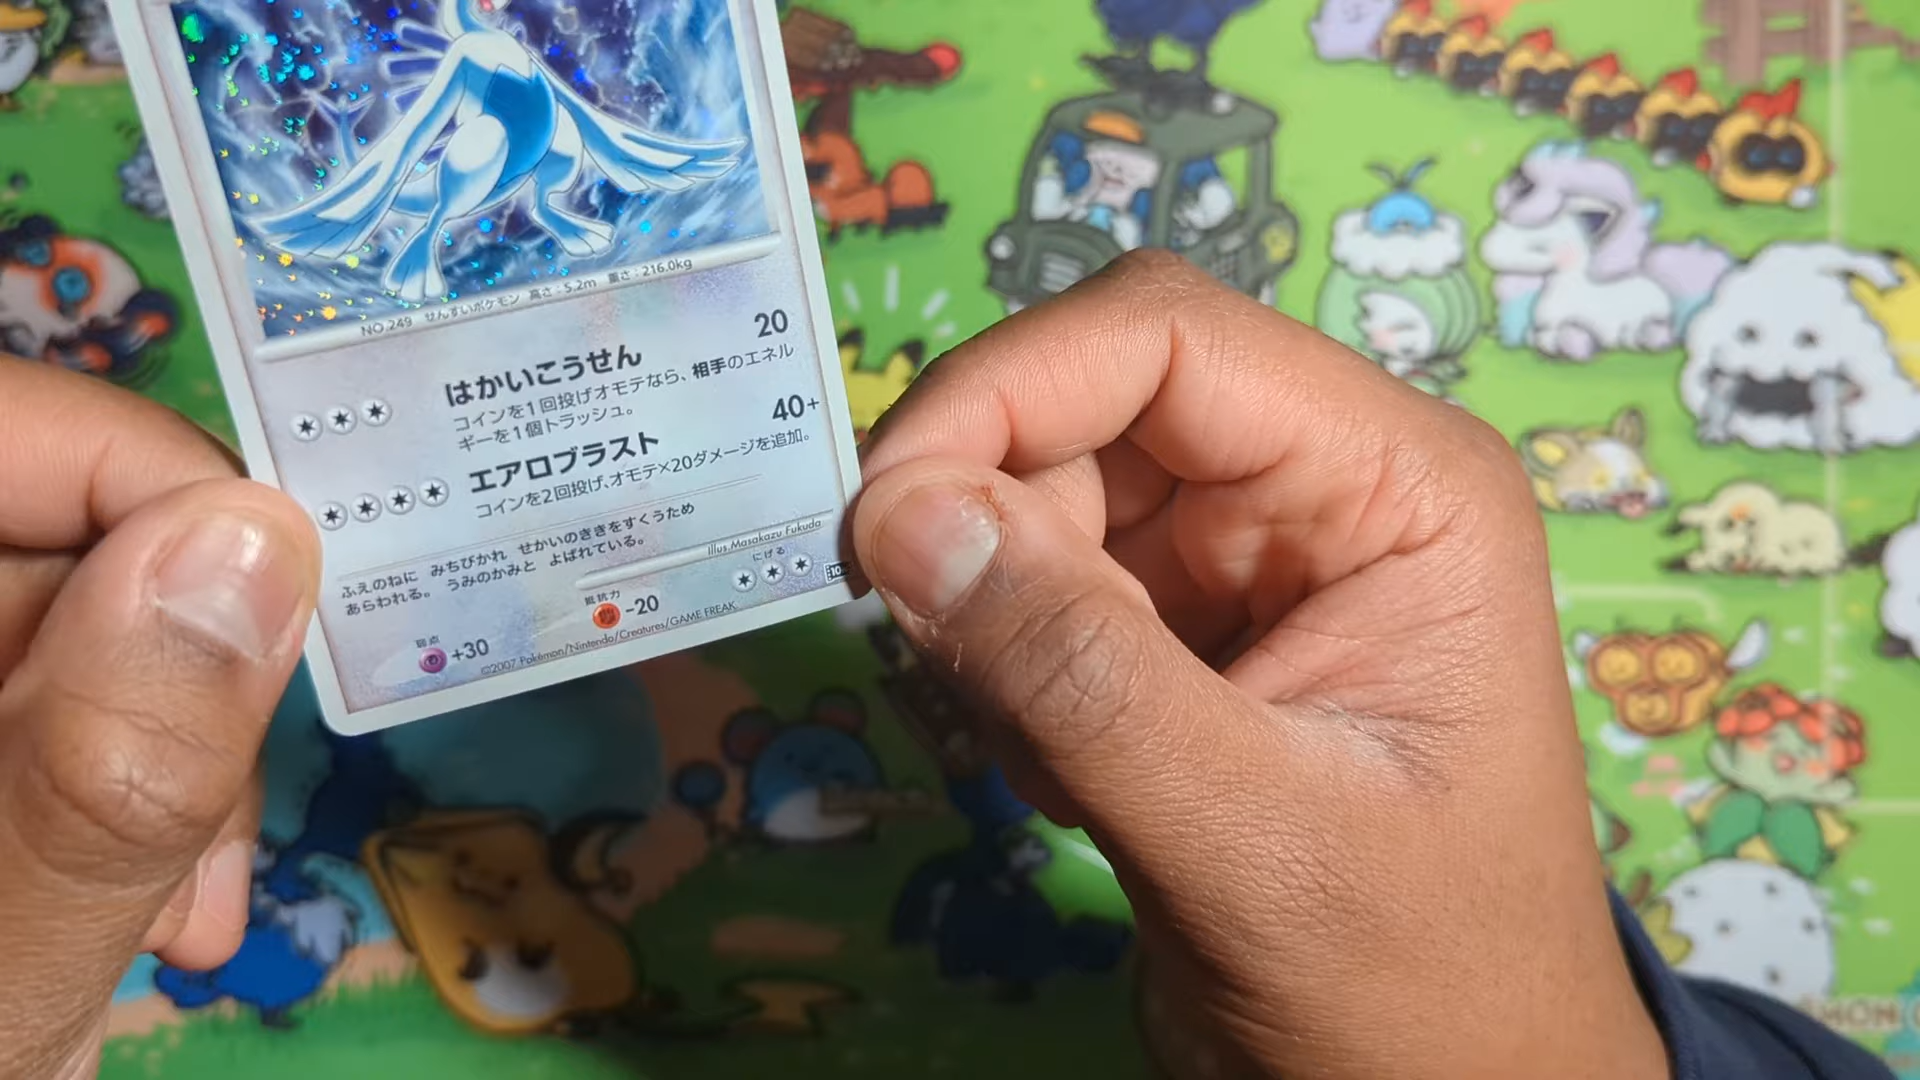 NO.249 せんすいポケモン 高さ:5.2m 重さ:216.0kg
はかいこうせん 20
コインを1回投げオモテなら、相手のエネル
ギーを1個トラッシュ。
エアロブラスト 40+
コインを2回投げ、オモテ×20ダメージを追加。
ふえのねに みちびかれ せかいのききをすくうため
あらわれる。 うみのかみと よばれている。
Illus.Masakazu Fukuda
弱点 +30
抵抗力 -20
にげる
©2007 Pokémon/Nintendo/Creatures/GAME FREAK